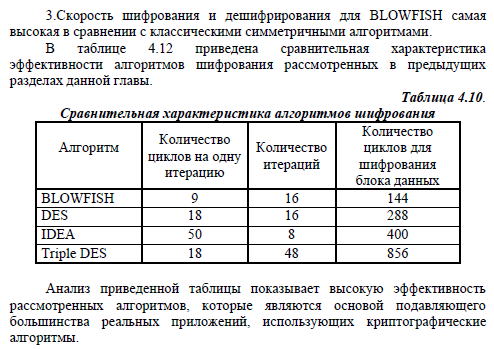 3.Скорость шифрования и дешифрирования для BLOWFISH самая
высокая в сравнении с классическими симметричными алгоритмами.
В таблице 4.12 приведена сравнительная характеристика
эффективности алгоритмов шифрования рассмотренных в предыдущих
разделах данной главы.
Таблица 4.10.
Сравнительная характеристика алгоритмов шифрования
Алгоритм
Количество
циклов на одну
итерацию
Количество
итераций
Количество
циклов для
шифрования
блока данных
BLOWFISH 9 16 144
DES 18 16 288
IDEA 50 8 400
Triple DES 18 48 856
Анализ приведенной таблицы показывает высокую эффективность
рассмотренных алгоритмов, которые являются основой подавляющего
большинства реальных приложений, использующих криптографические
алгоритмы.